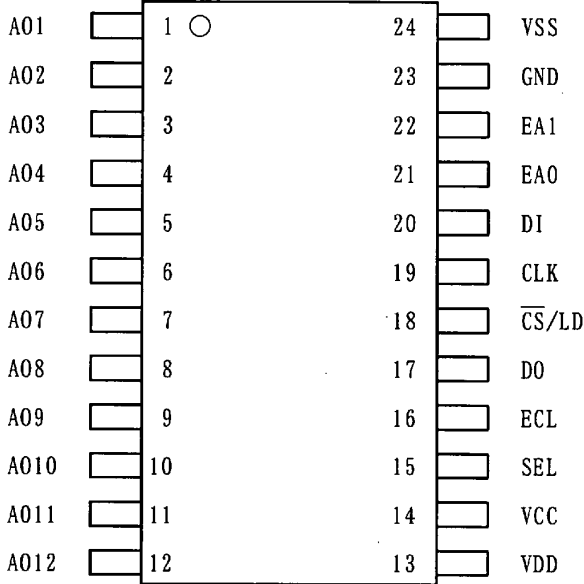 AO1 1 24 VSS
AO2 2 23 GND
AO3 3 22 EA1
AO4 4 21 EA0
AO5 5 20 DI
AO6 6 19 CLK
AO7 7 18 C̅S̅/LD
AO8 8 17 DO
AO9 9 16 ECL
AO10 10 15 SEL
AO11 11 14 VCC
AO12 12 13 VDD